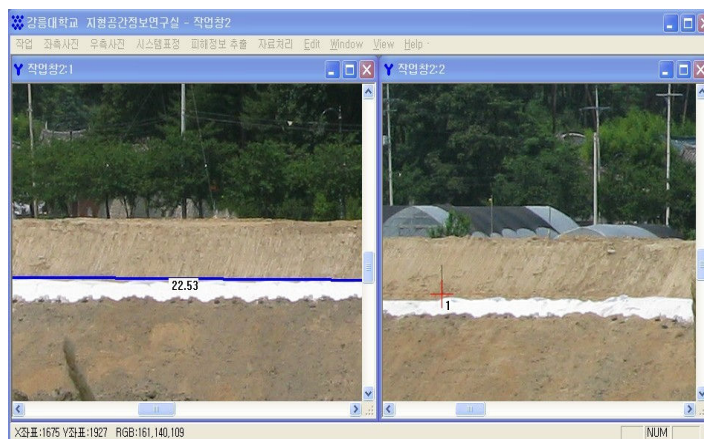 강릉대학교 지형공간정보연구실 - 작업창2
작업 좌측사진 우측사진 시스템표정 피해정보 추출 자료처리 Edit Window View Help
작업창2:1
작업창2:2
22.53
1
X좌표:1675 Y좌표:1927 RGB:161,140,109
NUM